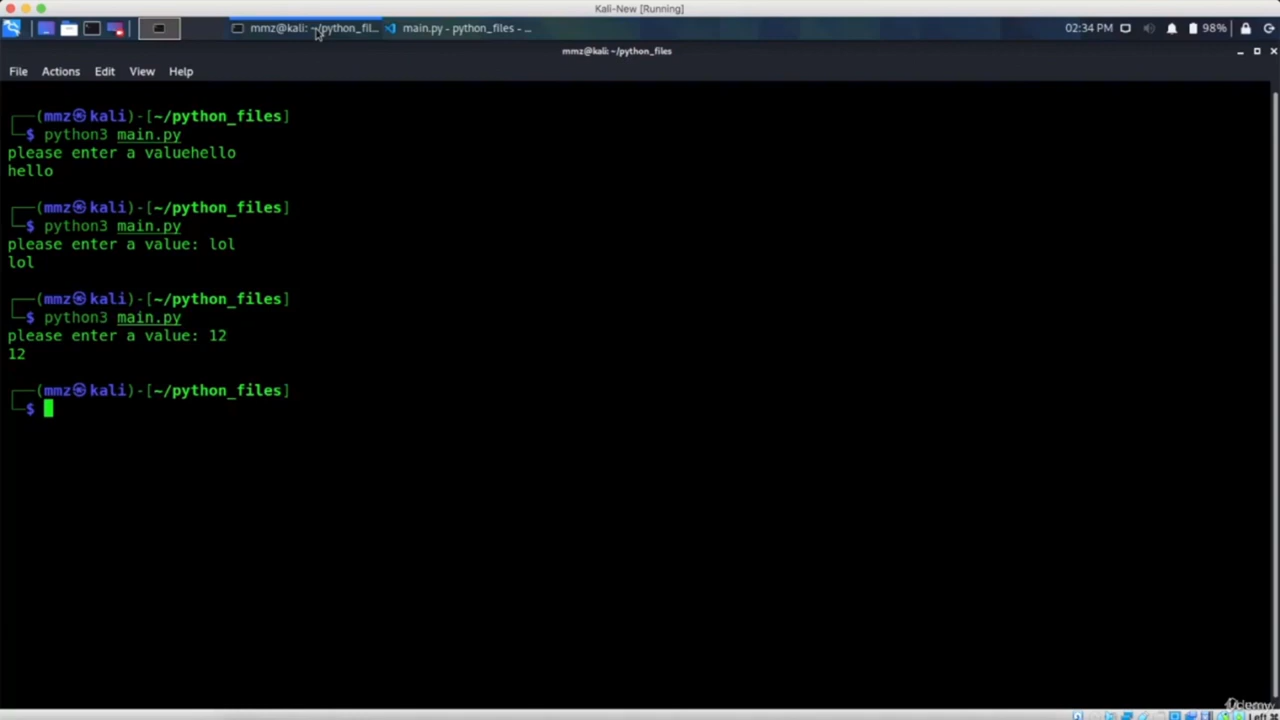 Kali-New [Running]
mmz@kali: ~/python_fil...
main.py - python_files - ...
02:34 PM
98%
mmz@kali: ~/python_files
File Actions Edit View Help
┌──(mmz㉿kali)-[~/python_files]
└─$ python3 main.py
please enter a valuehello
hello
┌──(mmz㉿kali)-[~/python_files]
└─$ python3 main.py
please enter a value: lol
lol
┌──(mmz㉿kali)-[~/python_files]
└─$ python3 main.py
please enter a value: 12
12
┌──(mmz㉿kali)-[~/python_files]
└─$
Udemy
Left ⌘